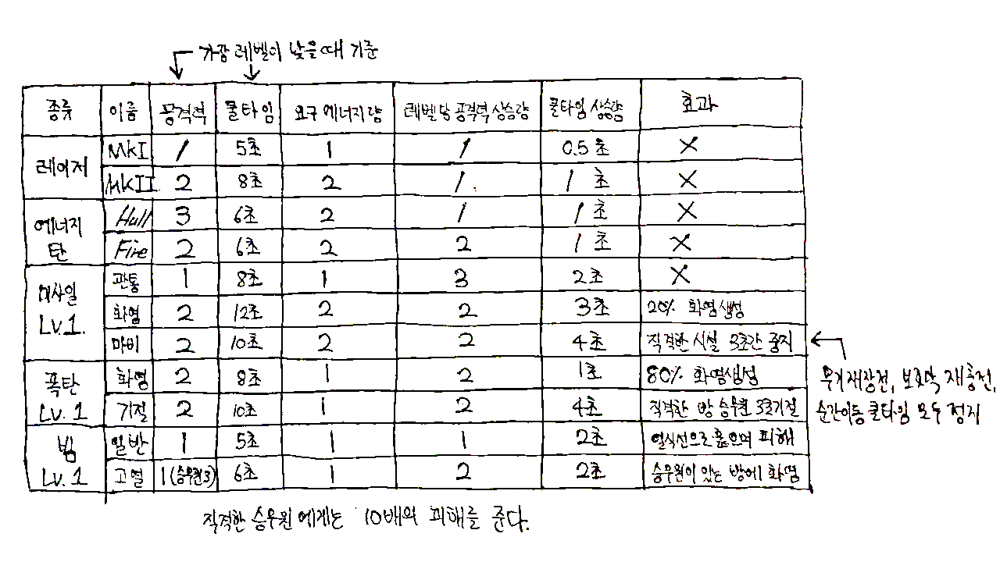 가장 레벨이 낮을때 기준
종류 이름 공격력 쿨타임 요구 에너지량 레벨당 공격력 상승량 쿨타임 상승량 효과
레이저 MkI 1 5초 1 1 0.5초 X
MkII 2 8초 2 1 1초 X
에너지탄 Hull 3 6초 2 1 1초 X
Fire 2 6초 2 2 1초 X
미사일 Lv.1. 관통 1 8초 1 3 2초 X
화염 2 12초 2 2 3초 20% 화염생성
마비 2 10초 2 2 4초 직격한 시설 3초간 중지
폭탄 Lv.1 화염 2 8초 1 2 1초 80% 화염생성
기절 2 10초 1 2 4초 직격한 방 승무원 3초기절
빔 Lv.1 일반 1 5초 1 1 2초 일직선으로 훑으며 피해
고열 1(승무원3) 6초 1 2 2초 승무원이 있는 방에 화염
무기 재장전, 보호막 재충전,
순간이동 쿨타임 모두 정지
직격한 승무원에게는 10배의 피해를 준다.